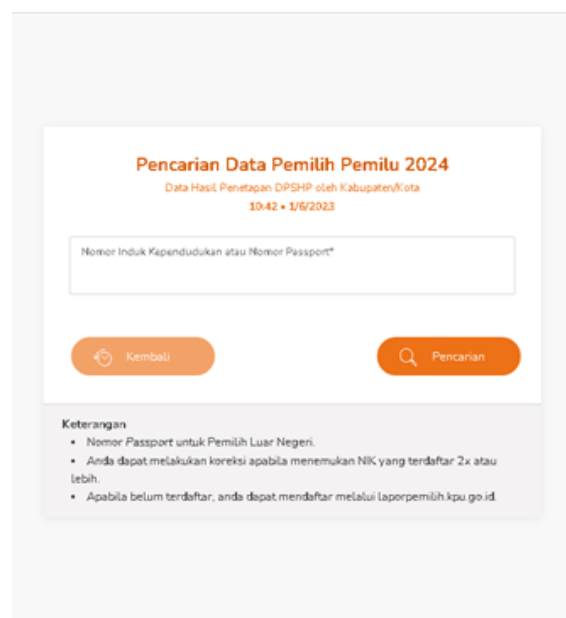 Pencarian Data Pemilih Pemilu 2024
Data Hasil Penetapan DPSHP oleh Kabupaten/Kota
10:42 • 1/6/2023
Nomor Induk Kependudukan atau Nomor Passport*
Kembali
Pencarian
Keterangan
• Nomor Passport untuk Pemilih Luar Negeri.
• Anda dapat melakukan koreksi apabila menemukan NIK yang terdaftar 2x atau
lebih.
• Apabila belum terdaftar, anda dapat mendaftar melalui laporpemilih.kpu.go.id.